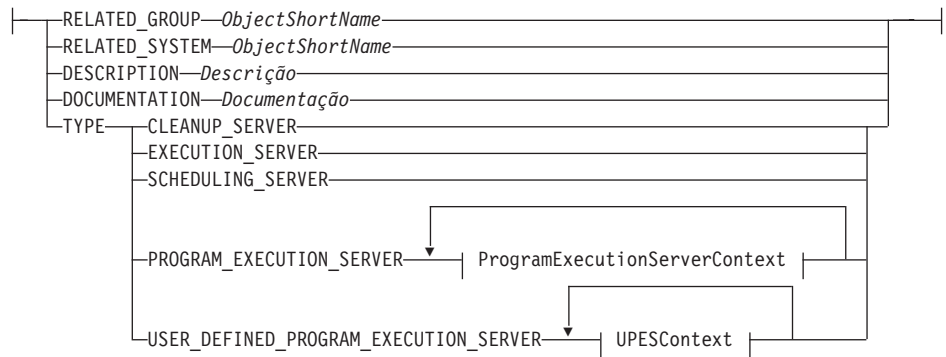 RELATED_GROUP ObjectShortName
RELATED_SYSTEM ObjectShortName
DESCRIPTION Descrição
DOCUMENTATION Documentação
TYPE CLEANUP_SERVER
EXECUTION_SERVER
SCHEDULING_SERVER
PROGRAM_EXECUTION_SERVER ProgramExecutionServerContext
USER_DEFINED_PROGRAM_EXECUTION_SERVER UPESContext